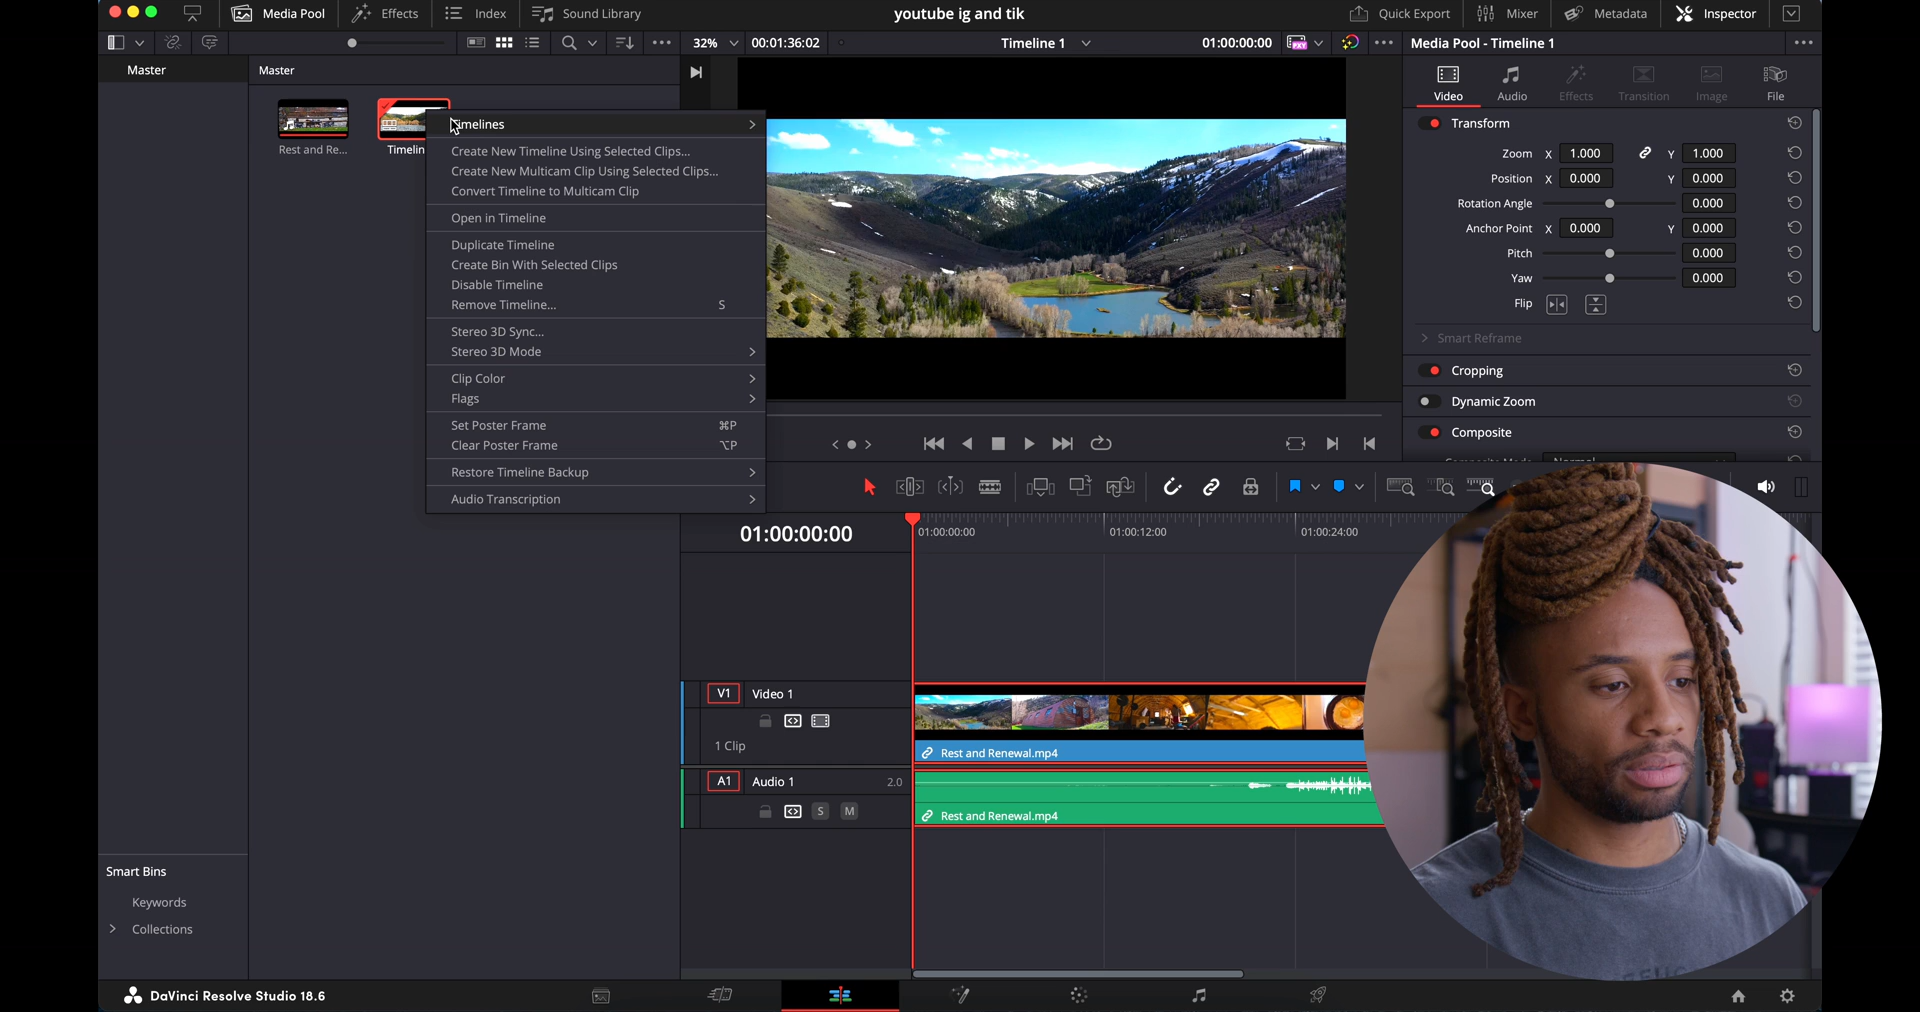 Media Pool
Effects
Index
Sound Library
youtube ig and tik
Quick Export
Mixer
Metadata
Inspector
32%
00:01:36:02
Timeline 1
01:00:00:00
Media Pool - Timeline 1
Master
Master
Video
Audio
Effects
Transition
Image
File
Rest and Re...
Timelin
Timelines
Create New Timeline Using Selected Clips...
Create New Multicam Clip Using Selected Clips...
Convert Timeline to Multicam Clip
Open in Timeline
Duplicate Timeline
Create Bin With Selected Clips
Disable Timeline
Remove Timeline... S
Stereo 3D Sync...
Stereo 3D Mode
Clip Color
Flags
Set Poster Frame ⌘P
Clear Poster Frame ⌥P
Restore Timeline Backup
Audio Transcription
Transform
Zoom X 1.000 Y 1.000
Position X 0.000 Y 0.000
Rotation Angle 0.000
Anchor Point X 0.000 Y 0.000
Pitch 0.000
Yaw 0.000
Flip
Smart Reframe
Cropping
Dynamic Zoom
Composite
01:00:00:00
01:00:00:00
01:00:12:00
01:00:24:00
V1 Video 1
1 Clip
Rest and Renewal.mp4
A1 Audio 1 2.0
S M
Rest and Renewal.mp4
Smart Bins
Keywords
Collections
DaVinci Resolve Studio 18.6